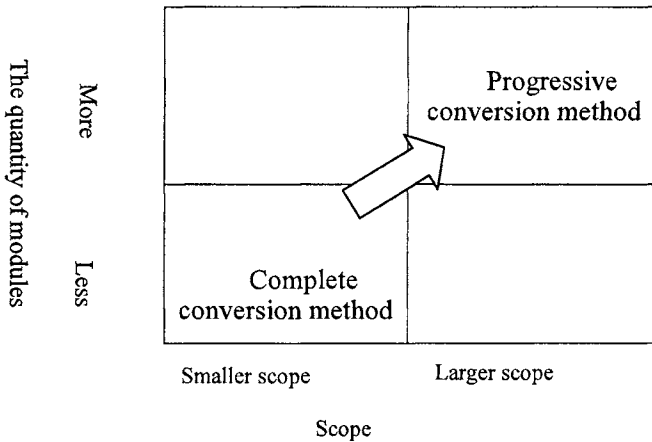 The quantity of modules
More
Less
Progressive
conversion method
Complete
conversion method
Smaller scope
Larger scope
Scope